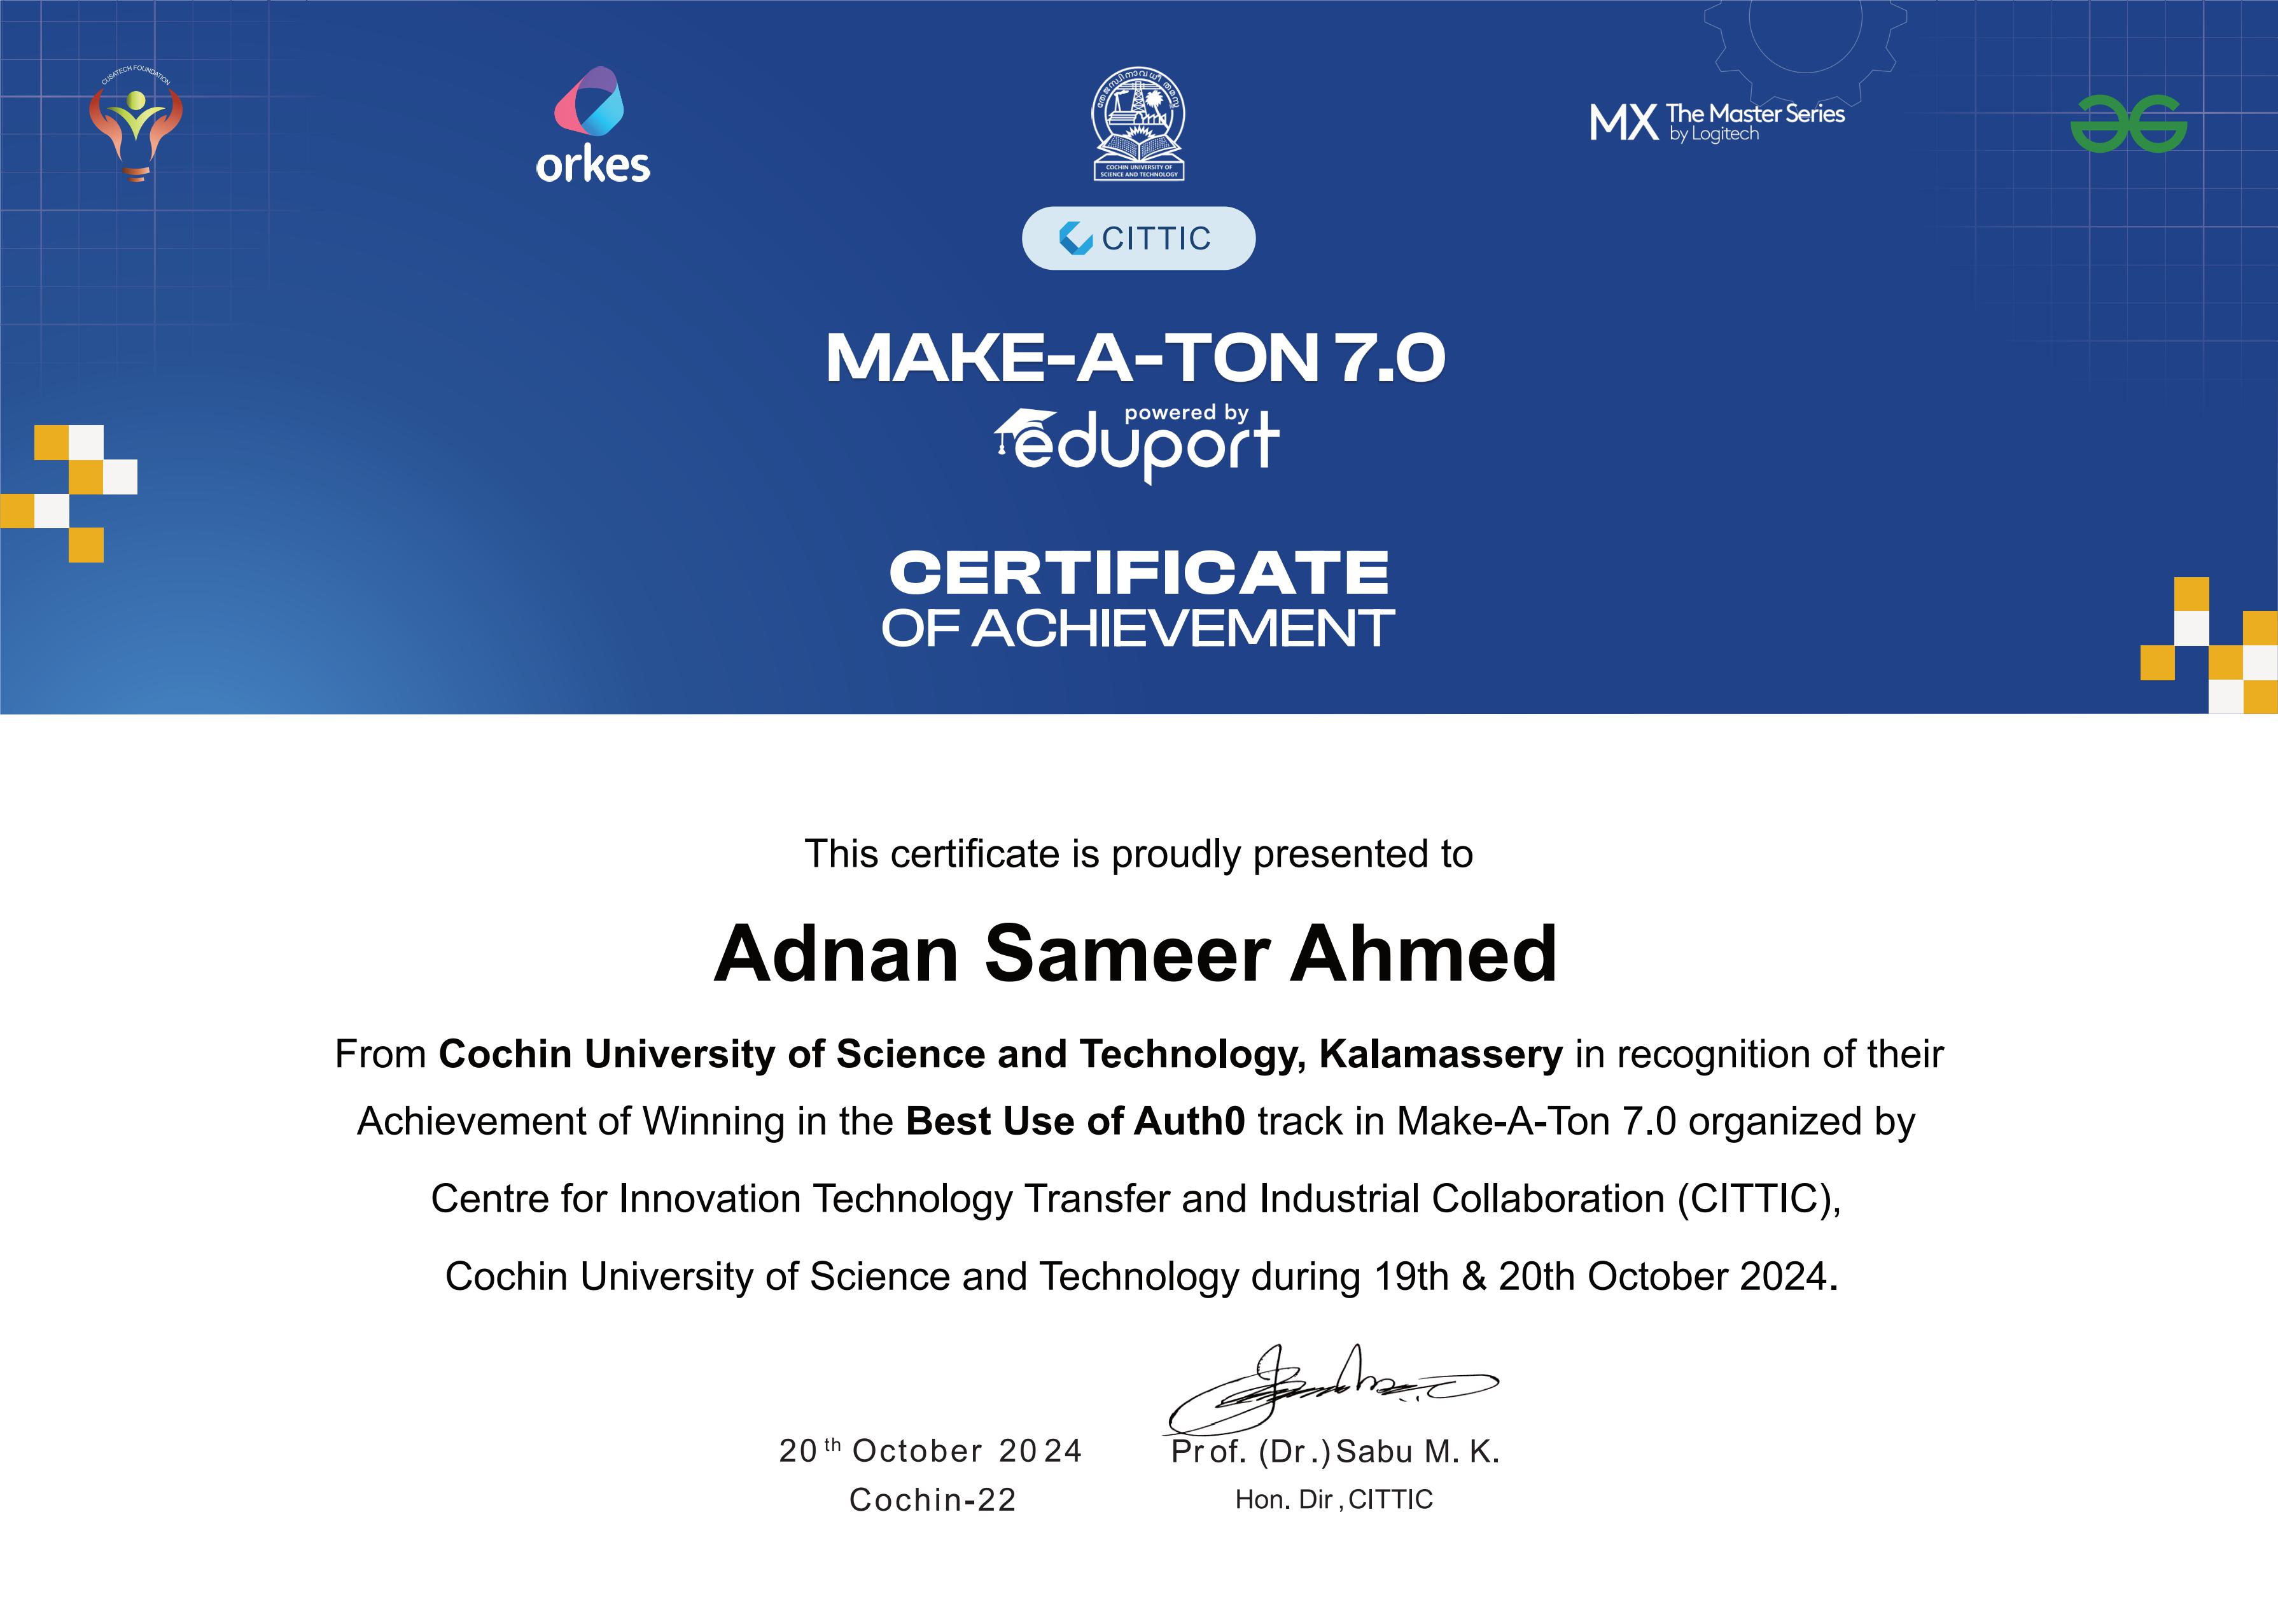 CUSATECH FOUNDATION
orkes
തേജസ്വിനാവധീതമസ്തു
COCHIN UNIVERSITY OF
SCIENCE AND TECHNOLOGY
MX The Master Series
by Logitech
CITTIC
MAKE-A-TON 7.0
powered by
eduport
CERTIFICATE
OF ACHIEVEMENT
This certificate is proudly presented to
Adnan Sameer Ahmed
From Cochin University of Science and Technology, Kalamassery in recognition of their
Achievement of Winning in the Best Use of Auth0 track in Make-A-Ton 7.0 organized by
Centre for Innovation Technology Transfer and Industrial Collaboration (CITTIC),
Cochin University of Science and Technology during 19th & 20th October 2024.
20th October 2024
Cochin-22
Prof. (Dr.) Sabu M. K.
Hon. Dir, CITTIC